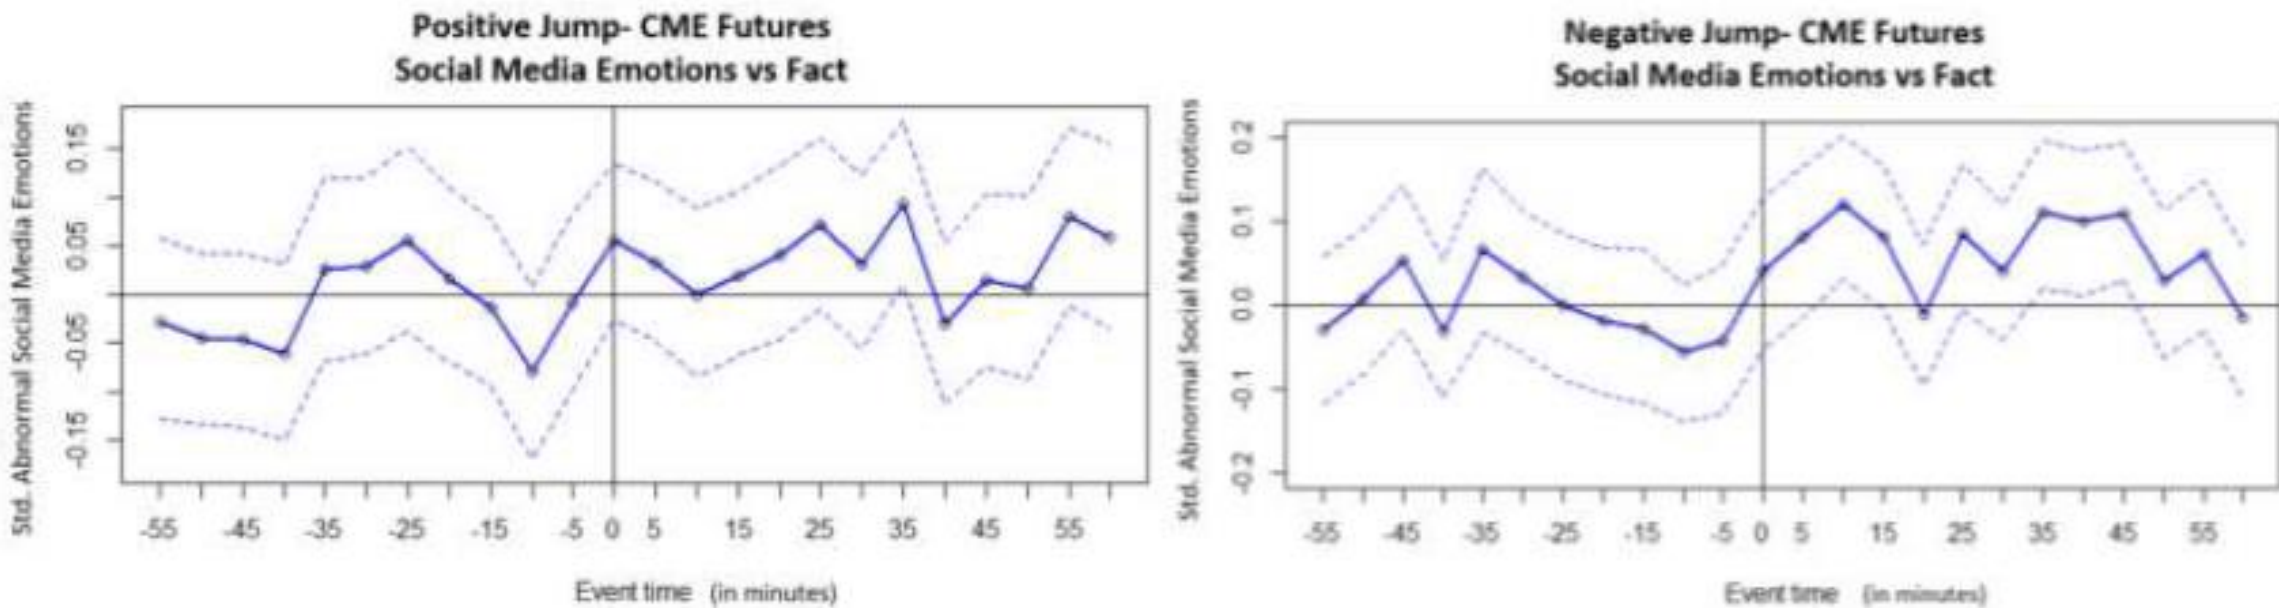 Positive Jump- CME Futures
Social Media Emotions vs Fact
Std. Abnormal Social Media Emotions
0.15
0.05
-0.05
-0.15
-55 -45 -35 -25 -15 -5 0 5 15 25 35 45 55
Event time (in minutes)
Negative Jump- CME Futures
Social Media Emotions vs Fact
Std. Abnormal Social Media Emotions
0.2
0.1
0.0
-0.1
-0.2
-55 -45 -35 -25 -15 -5 0 5 15 25 35 45 55
Event time (in minutes)